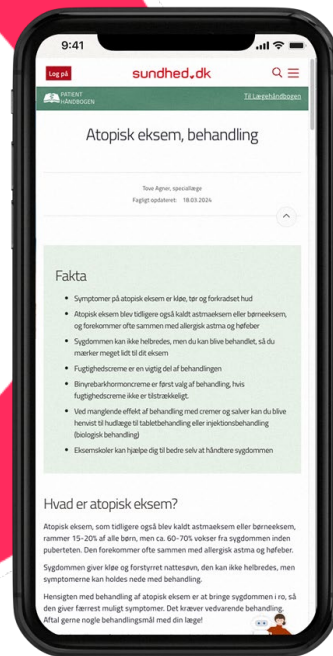 9:41
Log på
sundhed.dk
PATIENT
HÅNDBOGEN
Til Lægehåndbogen
Atopisk eksem, behandling
Tove Agner, speciallæge
Fagligt opdateret: 18.03.2024
Fakta
• Symptomer på atopisk eksem er kløe, tør og forkradset hud
• Atopisk eksem blev tidligere også kaldt astmaeksem eller børneeksem,
og forekommer ofte sammen med allergisk astma og høfeber
• Sygdommen kan ikke helbredes, men du kan blive behandlet, så du
mærker meget lidt til dit eksem
• Fugtighedscreme er en vigtig del af behandlingen
• Binyrebarkhormoncreme er først valg af behandling, hvis
fugtighedscreme ikke er tilstrækkeligt.
• Ved manglende effekt af behandling med cremer og salver kan du blive
henvist til hudlæge til tabletbehandling eller injektionsbehandling
(biologisk behandling)
• Eksemskoler kan hjælpe dig til bedre selv at håndtere sygdommen
Hvad er atopisk eksem?
Atopisk eksem, som tidligere også blev kaldt astmaeksem eller børneeksem,
rammer 15-20% af alle børn, men ca. 60-70% vokser fra sygdommen inden
puberteten. Den forekommer ofte sammen med allergisk astma og høfeber.
Sygdommen giver kløe og forstyrret nattesøvn, den kan ikke helbredes, men
symptomerne kan holdes nede med behandling.
Hensigten med behandling af atopisk eksem er at bringe sygdommen i ro, så
den giver færrest muligt symptomer. Det kræver vedvarende behandling.
Aftal gerne nogle behandlingsmål med din læge!